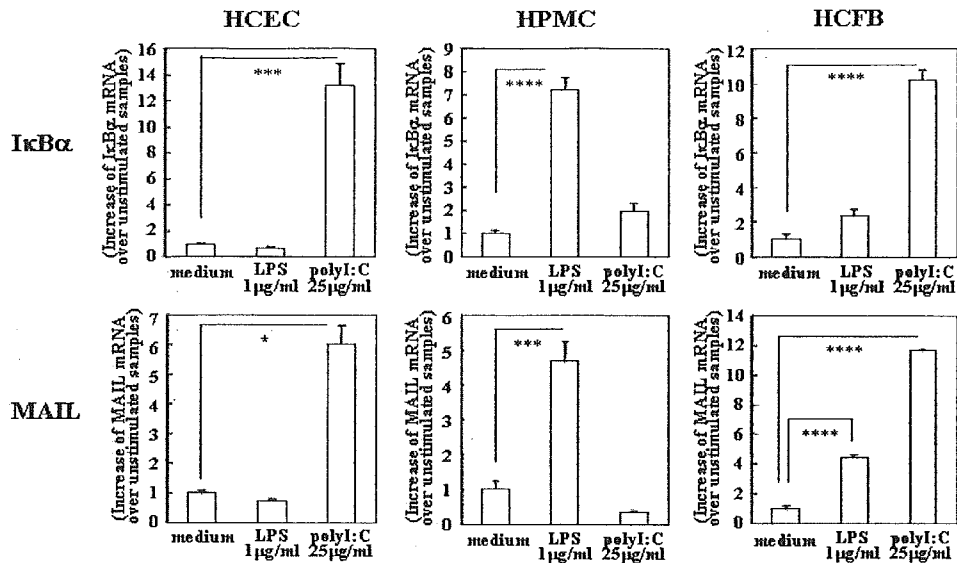 HCEC HPMC HCFB
IκBα
(Increase of IκBα mRNA
over unstimulated samples)
16
14
12
10
8
6
4
2
0
***
medium LPS polyI:C
1μg/ml 25μg/ml
(Increase of IκBα mRNA
over unstimulated samples)
9
8
7
6
5
4
3
2
1
0
****
medium LPS polyI:C
1μg/ml 25μg/ml
(Increase of IκBα mRNA
over unstimulated samples)
12
10
8
6
4
2
0
****
medium LPS polyI:C
1μg/ml 25μg/ml
MAIL
(Increase of MAIL mRNA
over unstimulated samples)
7
6
5
4
3
2
1
0
*
medium LPS polyI:C
1μg/ml 25μg/ml
(Increase of MAIL mRNA
over unstimulated samples)
6
5
4
3
2
1
0
***
medium LPS polyI:C
1μg/ml 25μg/ml
(Increase of MAIL mRNA
over unstimulated samples)
14
12
10
8
6
4
2
0
****
****
medium LPS polyI:C
1μg/ml 25μg/ml